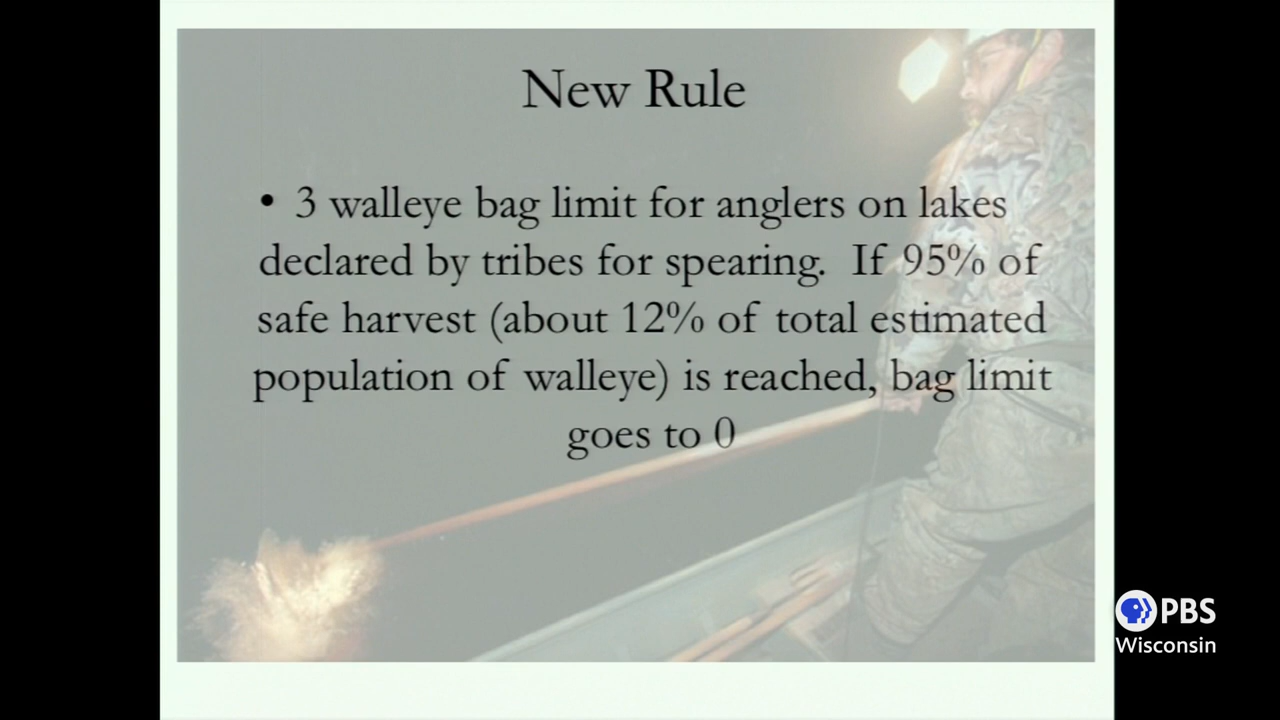 New Rule
• 3 walleye bag limit for anglers on lakes
declared by tribes for spearing.  If 95% of
safe harvest (about 12% of total estimated
population of walleye) is reached, bag limit
goes to 0
PBS
Wisconsin